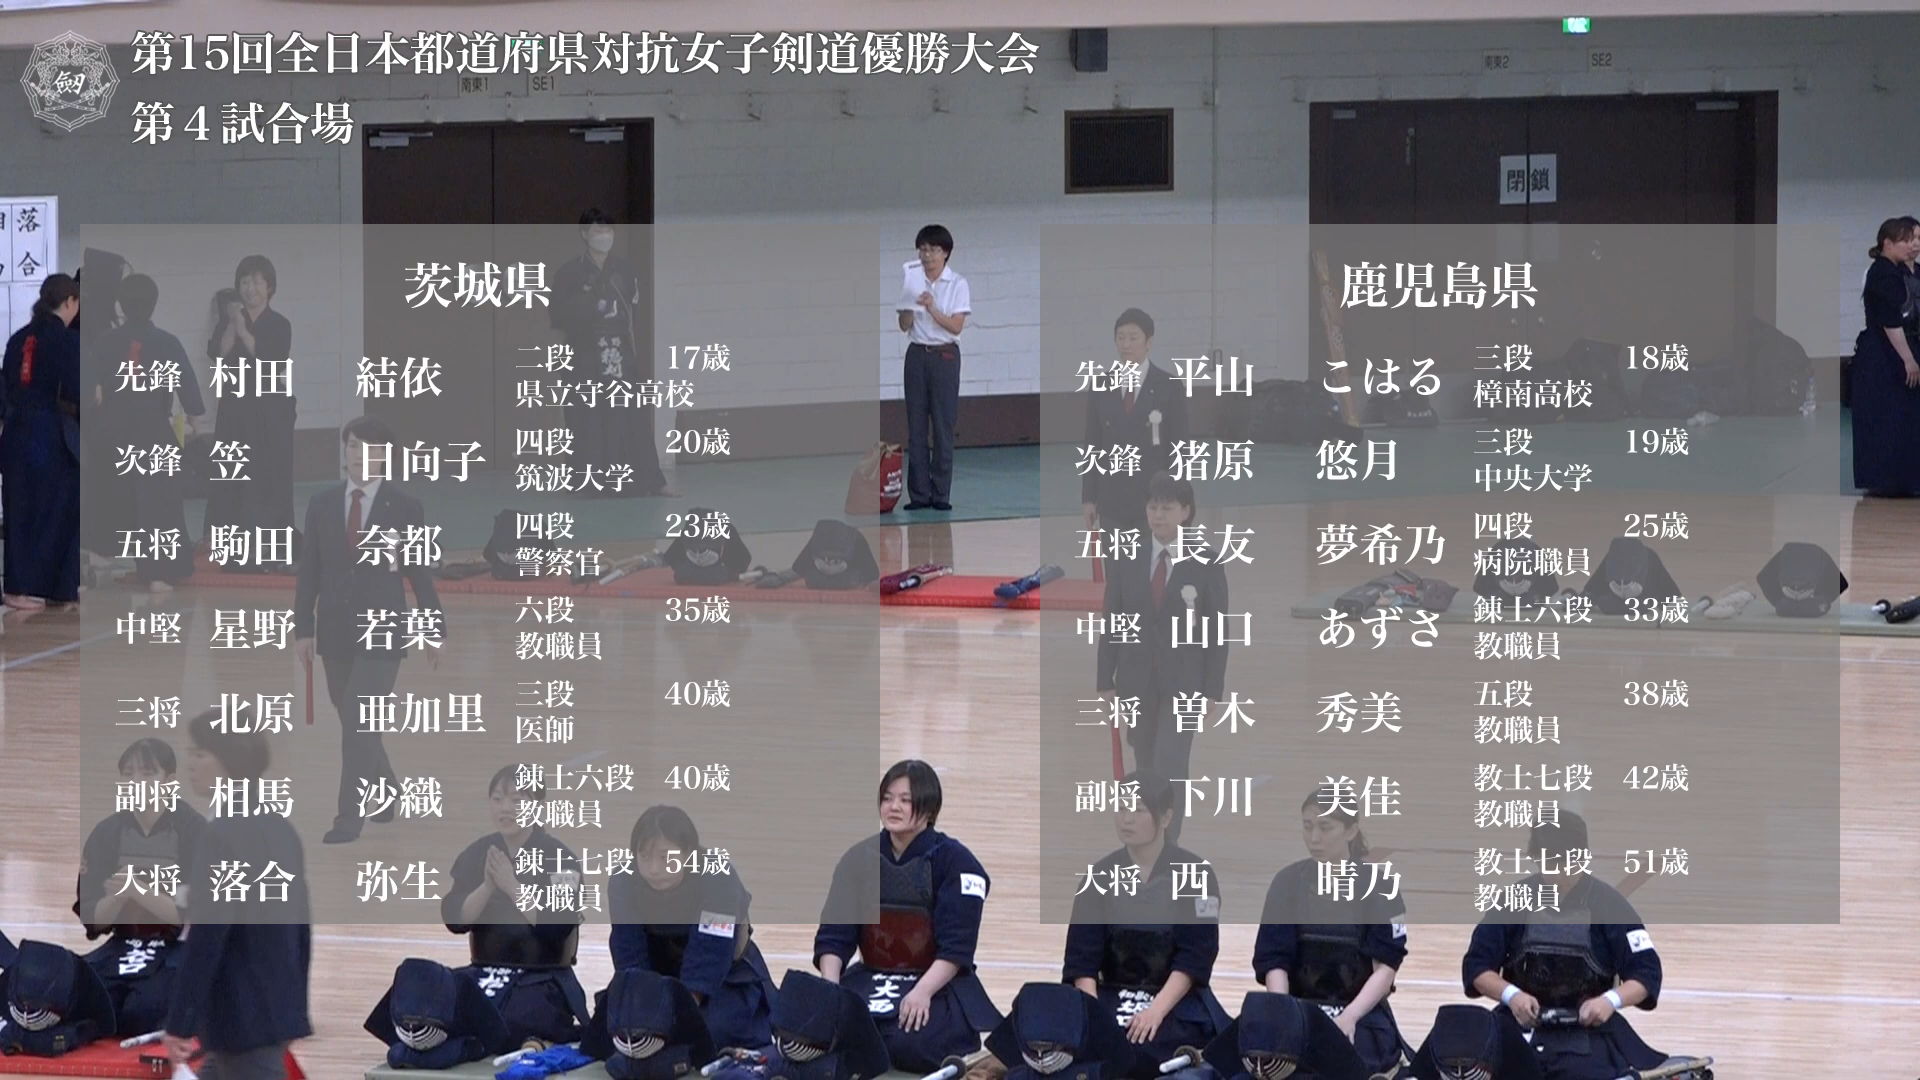 第15回全日本都道府県対抗女子剣道優勝大会
第４試合場
南東1 SE1
南東2 SE2
閉鎖
落合
茨城県
先鋒 村田 結依 二段 17歳
県立守谷高校
次鋒 笠 日向子 四段 20歳
筑波大学
五将 駒田 奈都 四段 23歳
警察官
中堅 星野 若葉 六段 35歳
教職員
三将 北原 亜加里 三段 40歳
医師
副将 相馬 沙織 錬士六段 40歳
教職員
大将 落合 弥生 錬士七段 54歳
教職員
鹿児島県
先鋒 平山 こはる 三段 18歳
樟南高校
次鋒 猪原 悠月 三段 19歳
中央大学
五将 長友 夢希乃 四段 25歳
病院職員
中堅 山口 あずさ 錬士六段 33歳
教職員
三将 曽木 秀美 五段 38歳
教職員
副将 下川 美佳 教士七段 42歳
教職員
大将 西 晴乃 教士七段 51歳
教職員
大西